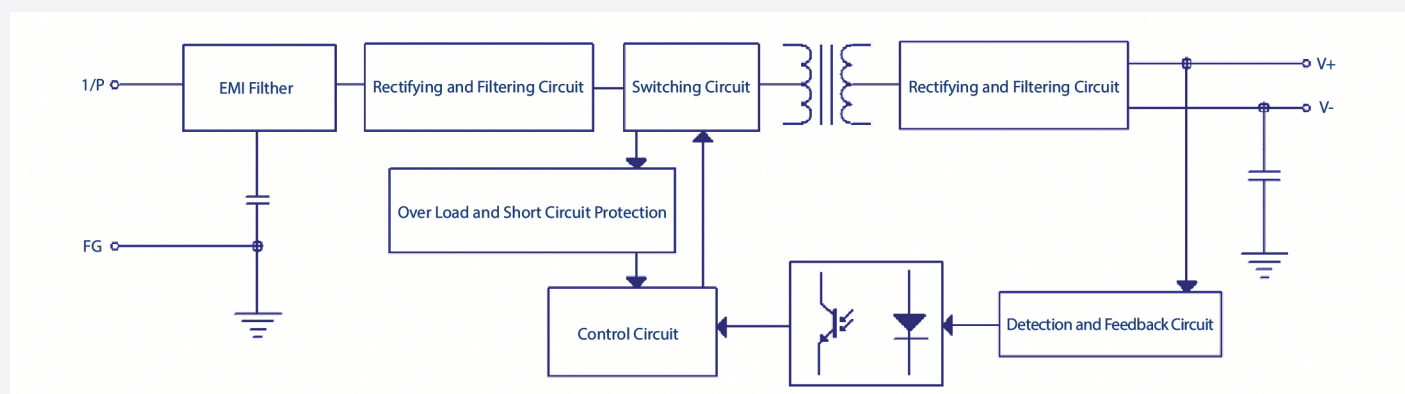 1/P
EMI Filther
Rectifying and Filtering Circuit
Switching Circuit
Rectifying and Filtering Circuit
V+
V-
Over Load and Short Circuit Protection
FG
Control Circuit
Detection and Feedback Circuit